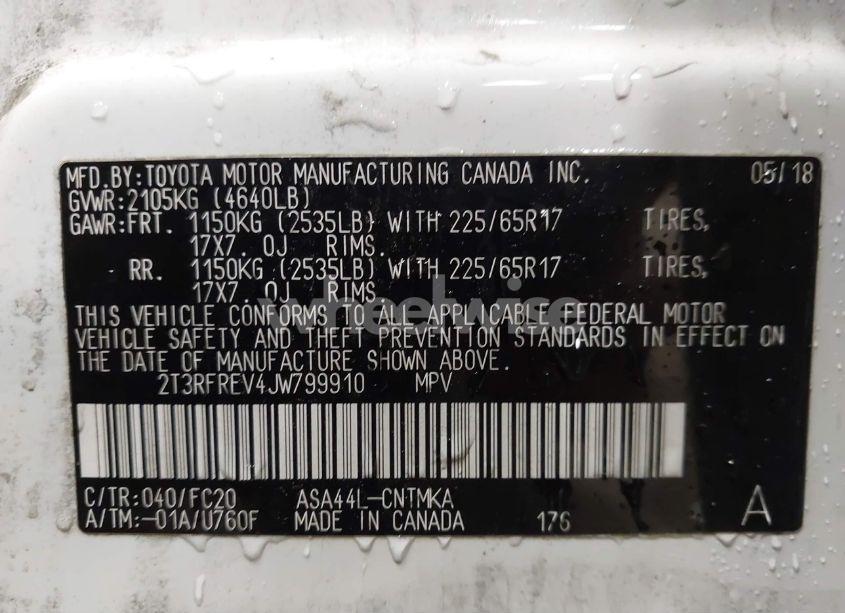 MFD.BY:TOYOTA MOTOR MANUFACTURING CANADA INC. 05/18
GVWR:2105KG (4640LB)
GAWR:FRT. 1150KG (2535LB) WITH 225/65R17 TIRES,
17X7.0J RIMS.
RR. 1150KG (2535LB) WITH 225/65R17 TIRES,
17X7.0J RIMS.
wheelwise
THIS VEHICLE CONFORMS TO ALL APPLICABLE FEDERAL MOTOR
VEHICLE SAFETY AND THEFT PREVENTION STANDARDS IN EFFECT ON
THE DATE OF MANUFACTURE SHOWN ABOVE.
2T3RFREV4JW799910 MPV
C/TR:040/FC20 ASA44L-CNTMKA
A/TM:-01A/U760F MADE IN CANADA 176 A